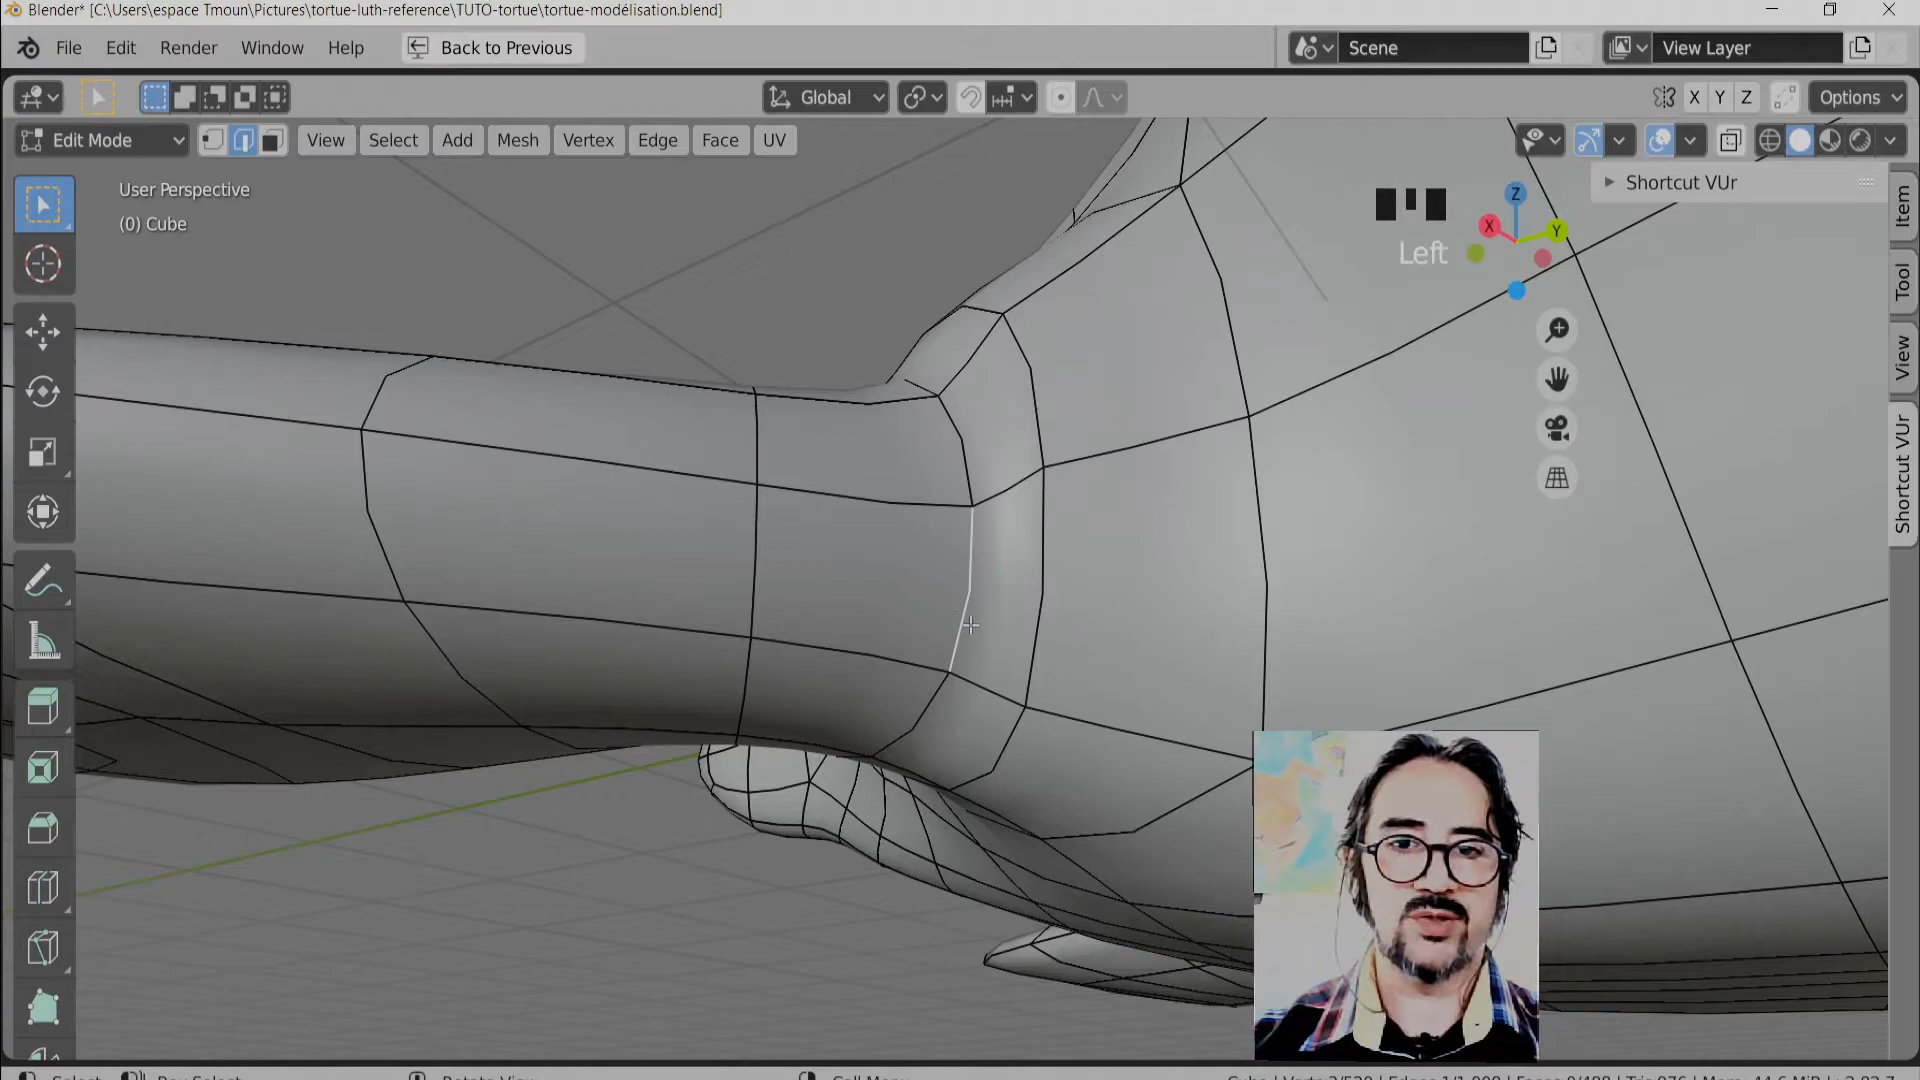 Blender* [C:\Users\espace Tmoun\Pictures\tortue-luth-reference\TUTO-tortue\tortue-modélisation.blend]
File Edit Render Window Help Back to Previous Scene View Layer
Global X Y Z Options
Edit Mode View Select Add Mesh Vertex Edge Face UV
User Perspective
(0) Cube
Shortcut VUr
Left
Z
X
Y
Item
Tool
View
Shortcut VUr